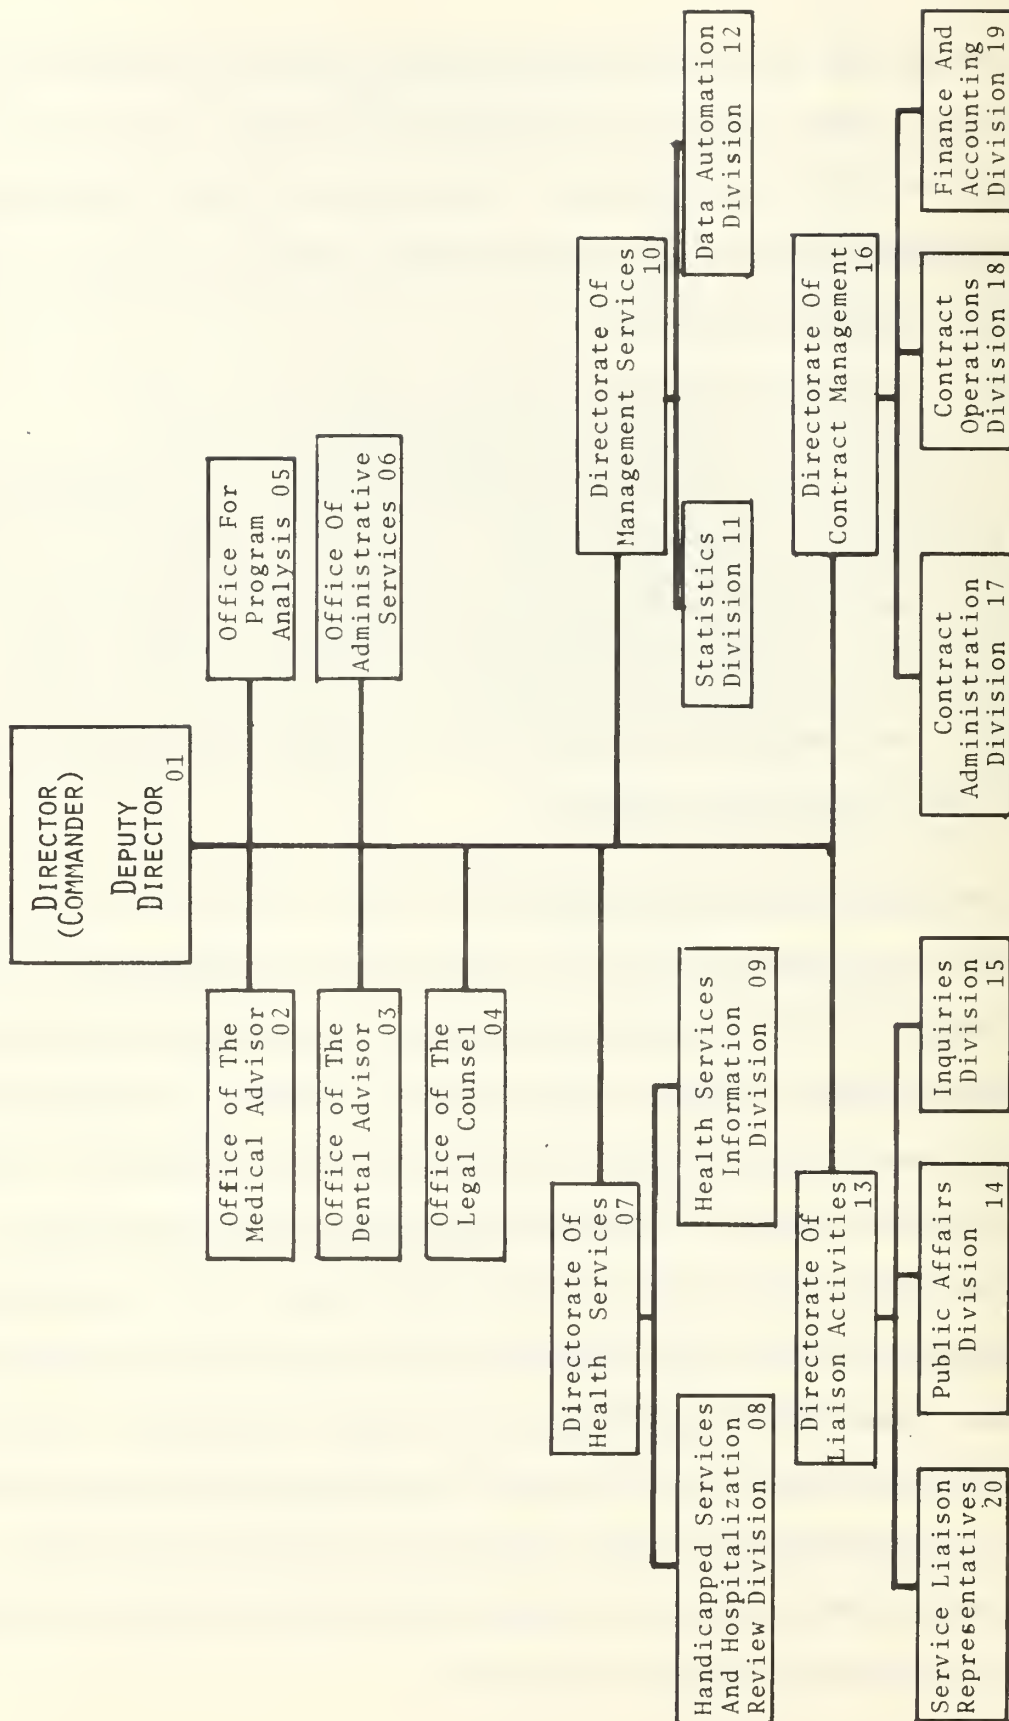 DIRECTOR
(COMMANDER)
DEPUTY
DIRECTOR
01
Office of The
Medical Advisor
02
Office For
Program
Analysis 05
Office of The
Dental Advisor
03
Office Of
Administrative
Services 06
Office of The
Legal Counsel
04
Directorate Of
Health Services
07
Directorate Of
Management Services
10
Handicapped Services
And Hospitalization
Review Division 08
Health Services
Information
Division 09
Statistics
Division 11
Data Automation
Division 12
Directorate Of
Liaison Activities
13
Directorate Of
Contract Management
16
Service Liaison
Representatives
20
Public Affairs
Division 14
Inquiries
Division
15
Contract
Administration
Division 17
Contract
Operations
Division 18
Finance And
Accounting
Division 19